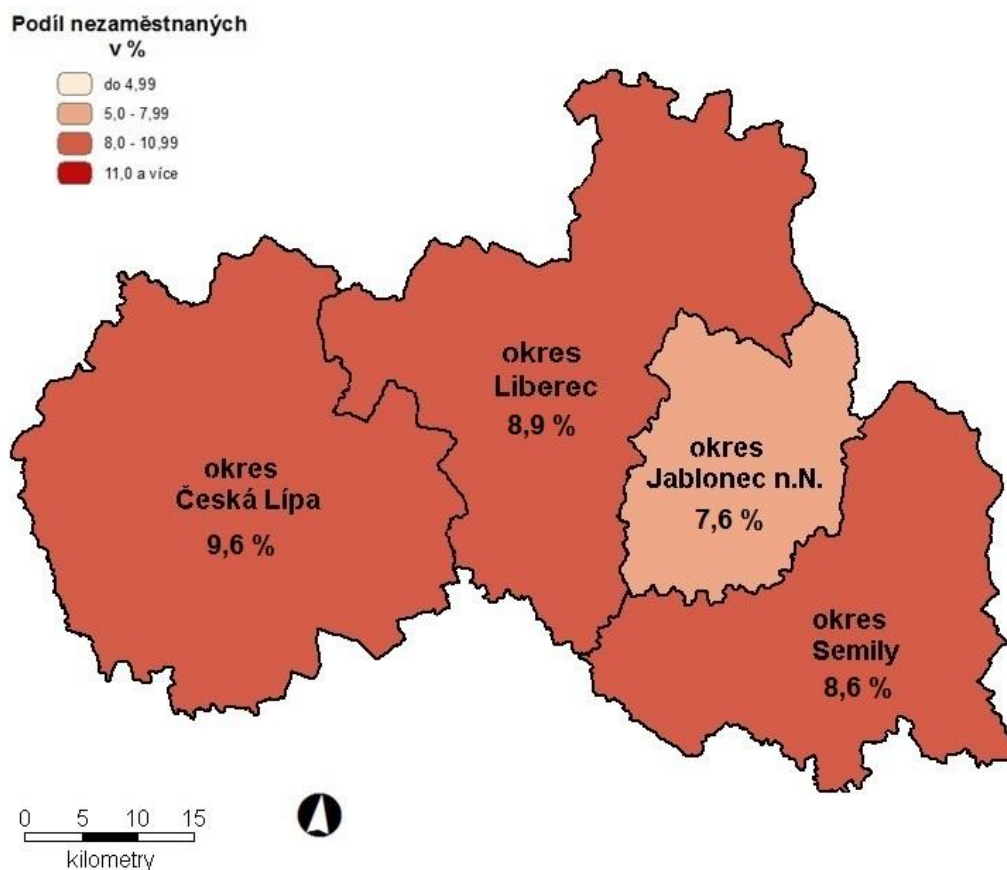 Podíl nezaměstnaných
v %
do 4,99
5,0 - 7,99
8,0 - 10,99
11,0 a více
okres
Liberec
8,9 %
okres
Jablonec n.N.
7,6 %
okres
Česká Lípa
9,6 %
okres
Semily
8,6 %
0 5 10 15
kilometry